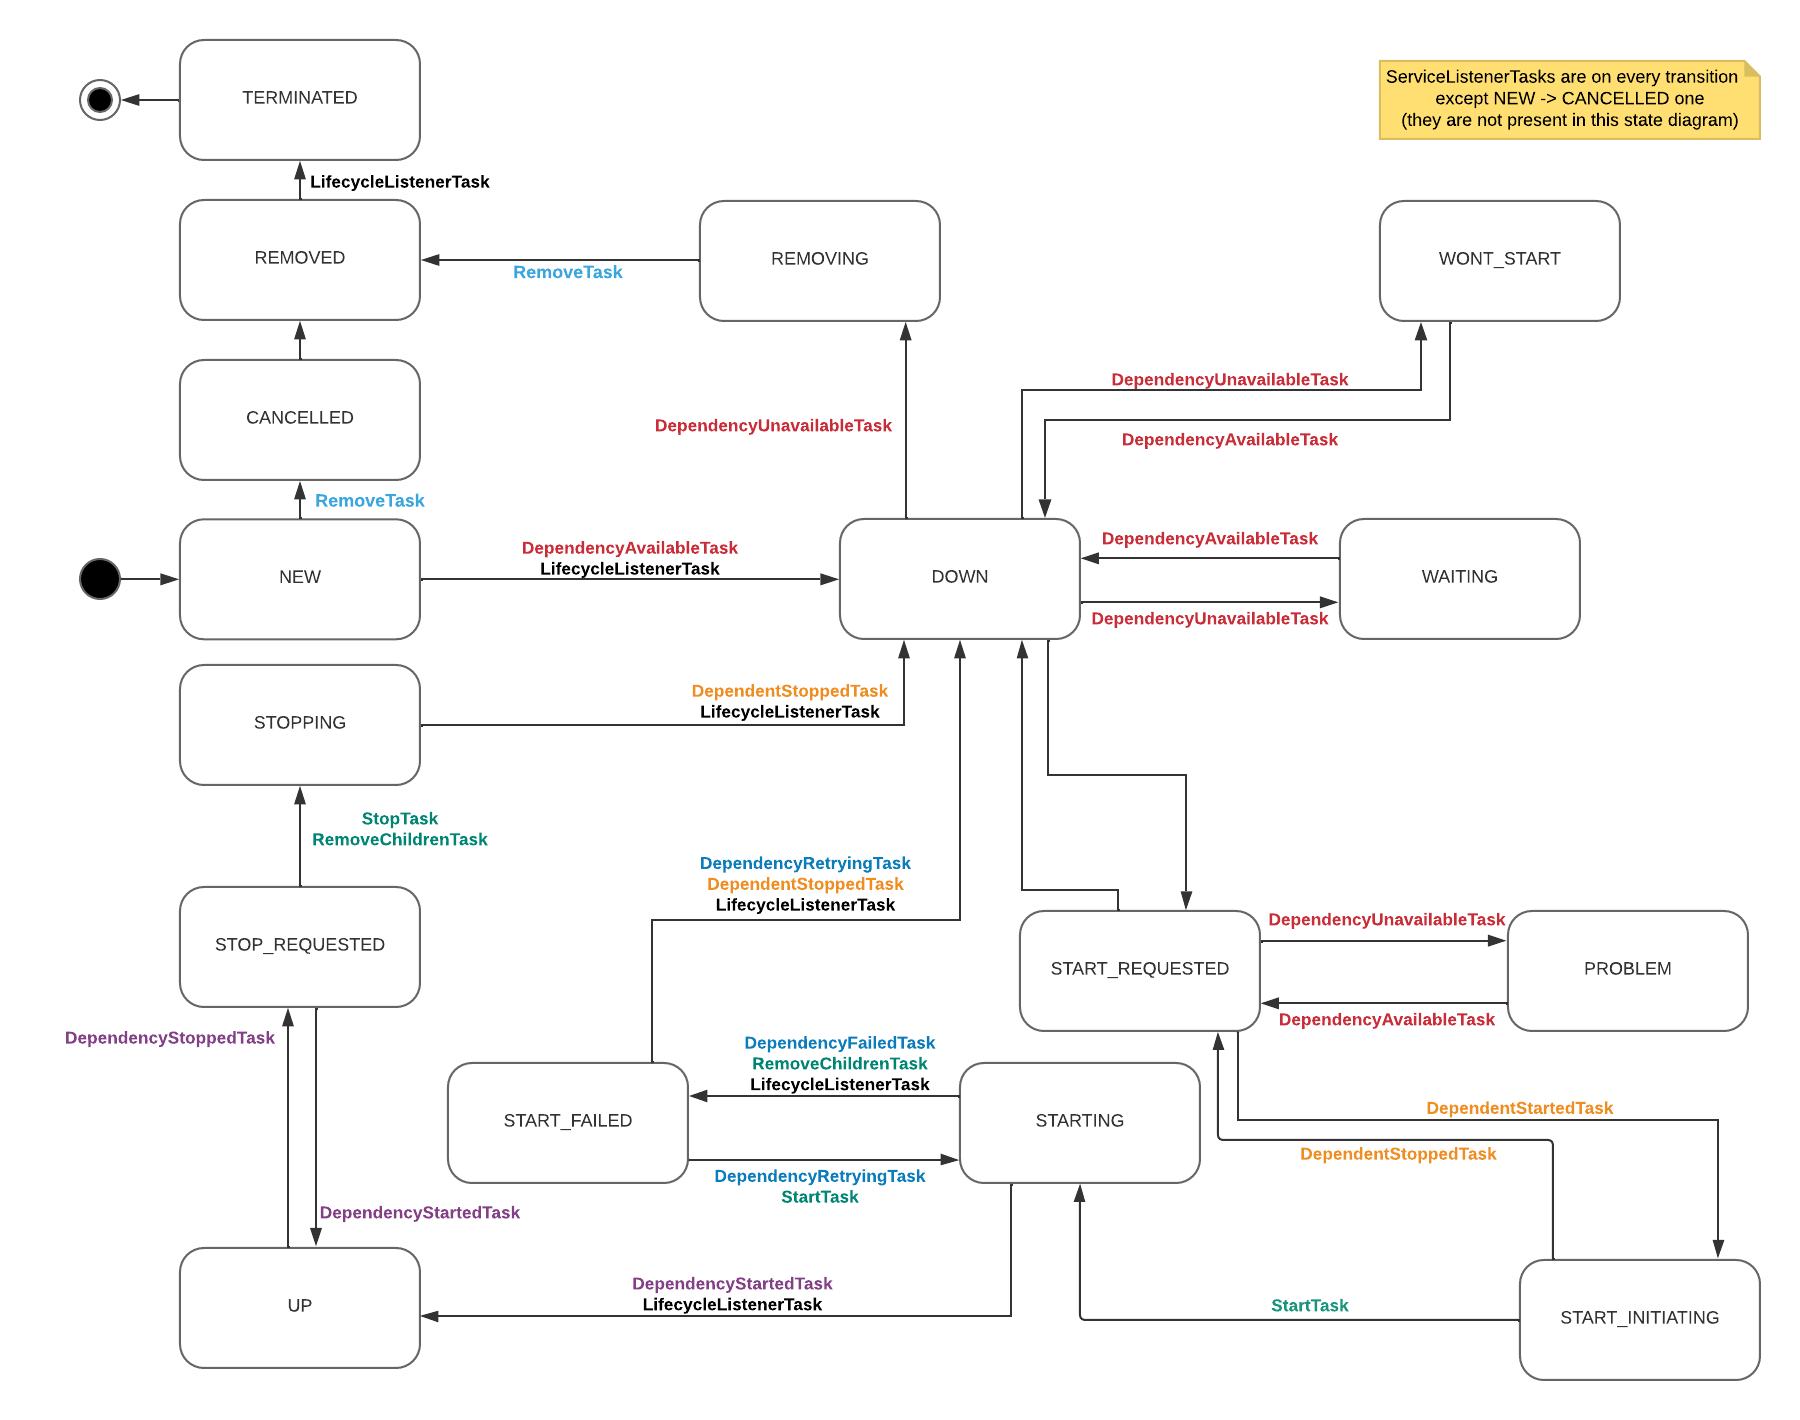 TERMINATED
ServiceListenerTasks are on every transition
except NEW -> CANCELLED one
(they are not present in this state diagram)
LifecycleListenerTask
REMOVED
REMOVING
WONT_START
RemoveTask
CANCELLED
DependencyUnavailableTask
DependencyUnavailableTask
DependencyAvailableTask
RemoveTask
NEW
DependencyAvailableTask
LifecycleListenerTask
DOWN
DependencyAvailableTask
WAITING
DependencyUnavailableTask
STOPPING
DependentStoppedTask
LifecycleListenerTask
StopTask
RemoveChildrenTask
DependencyRetryingTask
DependentStoppedTask
LifecycleListenerTask
STOP_REQUESTED
START_REQUESTED
DependencyUnavailableTask
PROBLEM
DependencyAvailableTask
DependencyStoppedTask
DependencyFailedTask
RemoveChildrenTask
LifecycleListenerTask
START_FAILED
STARTING
DependentStartedTask
DependentStoppedTask
DependencyRetryingTask
StartTask
DependencyStartedTask
DependencyStartedTask
LifecycleListenerTask
UP
StartTask
START_INITIATING